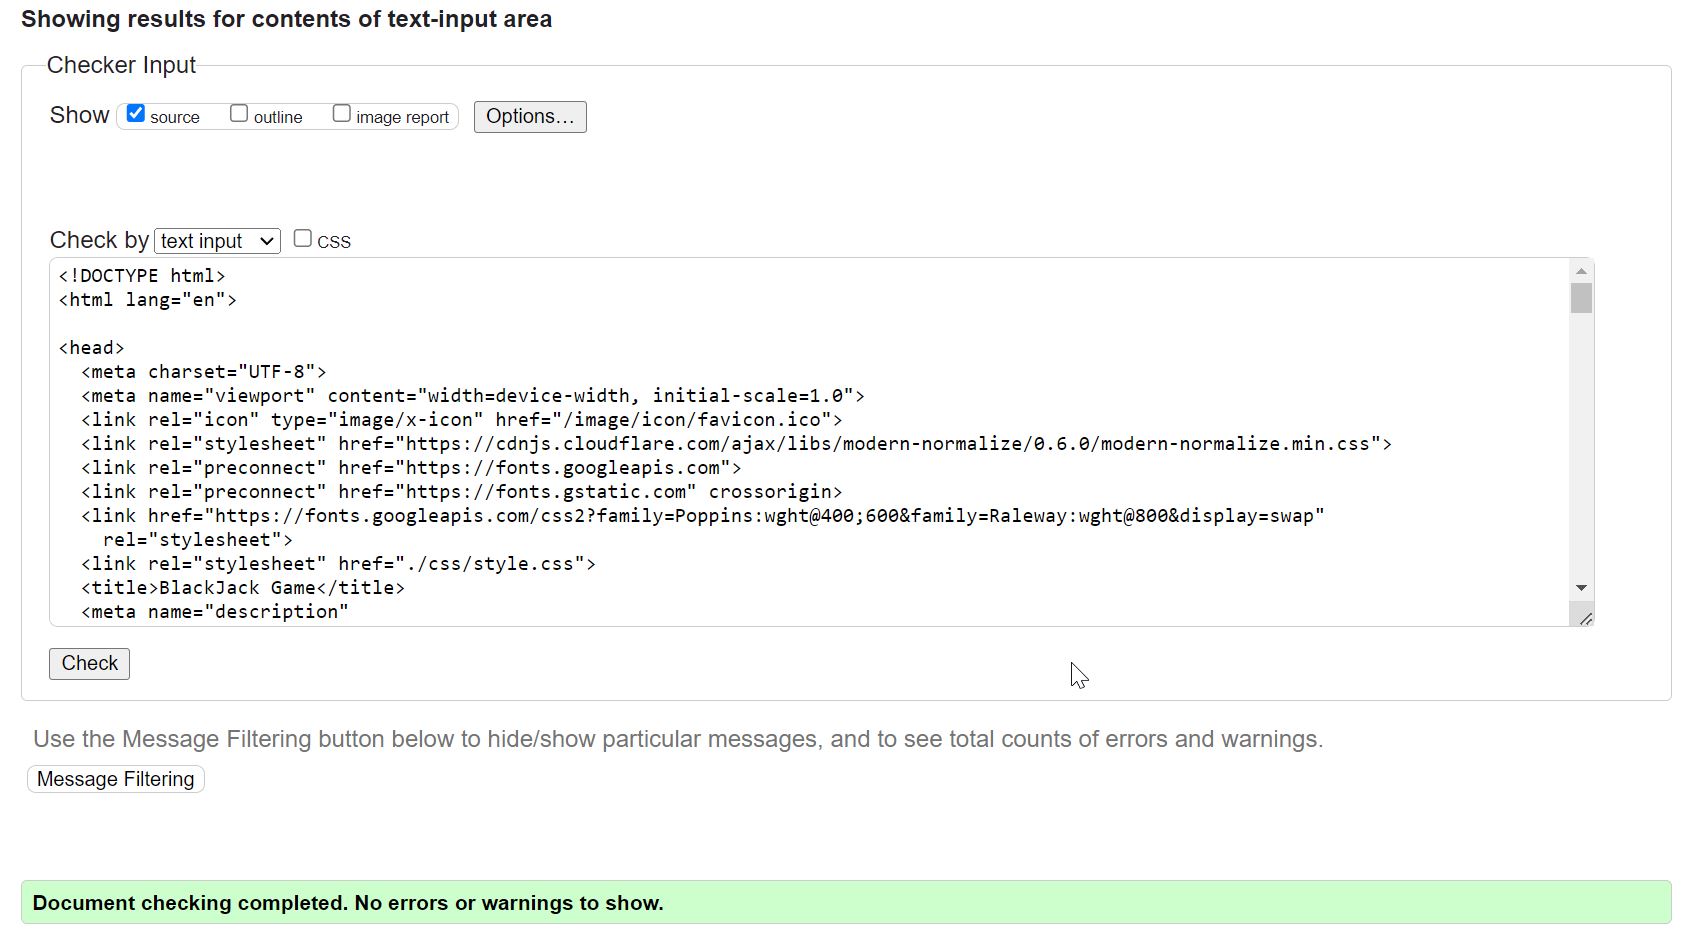 Showing results for contents of text-input area
Checker Input
Show source outline image report Options...
Check by text input CSS
<!DOCTYPE html>
<html lang="en">
<head>
<meta charset="UTF-8">
<meta name="viewport" content="width=device-width, initial-scale=1.0">
<link rel="icon" type="image/x-icon" href="/image/icon/favicon.ico">
<link rel="stylesheet" href="https://cdnjs.cloudflare.com/ajax/libs/modern-normalize/0.6.0/modern-normalize.min.css">
<link rel="preconnect" href="https://fonts.googleapis.com">
<link rel="preconnect" href="https://fonts.gstatic.com" crossorigin>
<link href="https://fonts.googleapis.com/css2?family=Poppins:wght@400;600&family=Raleway:wght@800&display=swap"
rel="stylesheet">
<link rel="stylesheet" href="./css/style.css">
<title>BlackJack Game</title>
<meta name="description"
Check
Use the Message Filtering button below to hide/show particular messages, and to see total counts of errors and warnings.
Message Filtering
Document checking completed. No errors or warnings to show.